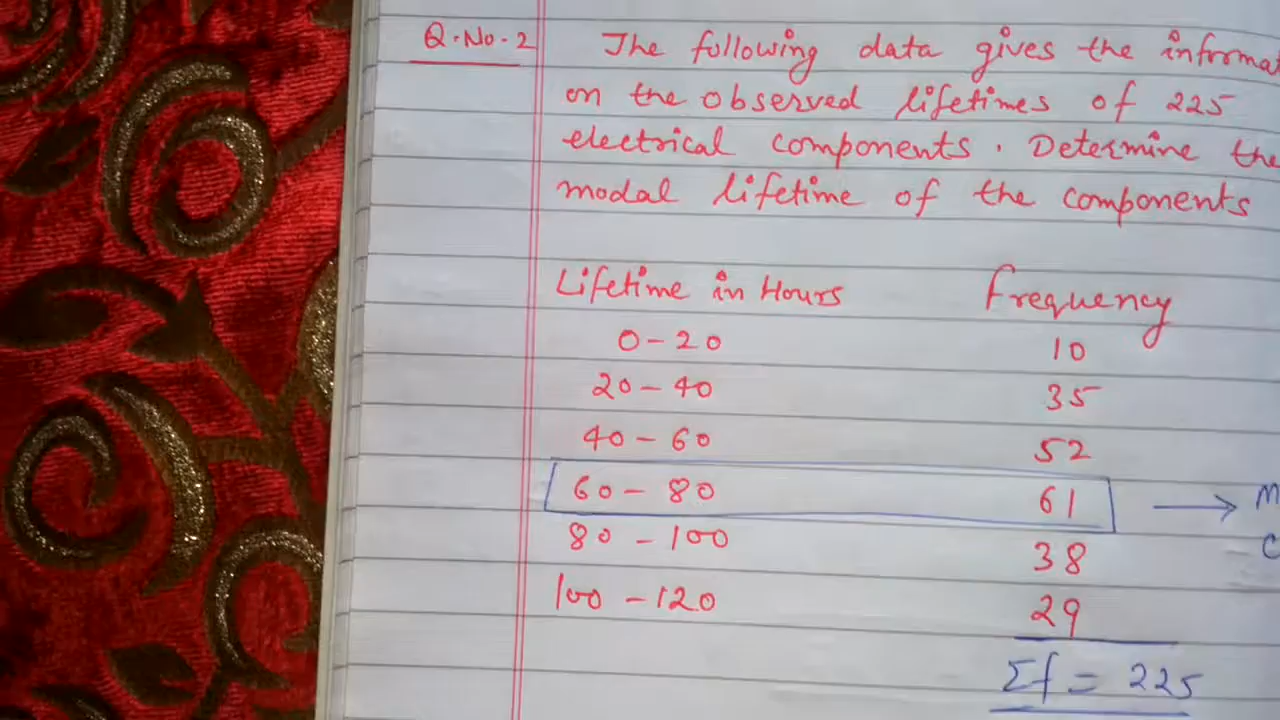 Q.No.2 The following data gives the informat
on the observed lifetimes of 225
electrical components. Determine the
modal lifetime of the components
Lifetime in Hours frequency
0-20 10
20-40 35
40-60 52
60-80 61 → M
80-100 38 C
100-120 29
Σf = 225